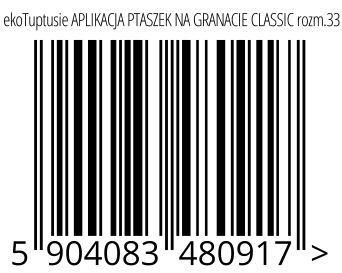 ekoTuptusie APLIKACJA PTASZEK NA GRANACIE CLASSIC rozm.33
5 904083 480917 >